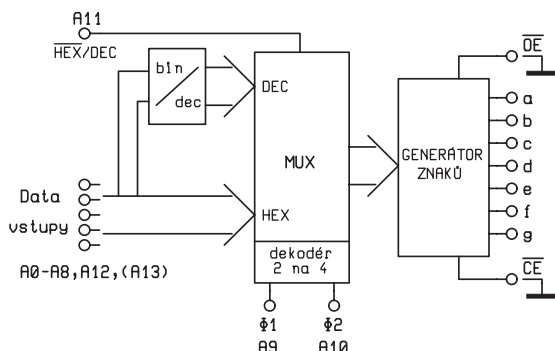 A11
HEX/DEC
bin
dec
DEC
MUX
HEX
dekodér
2 na 4
Φ1
Φ2
A9
A10
Data
vstupy
A0-A8,A12,(A13)
GENERÁTOR
ZNAKŮ
OE
a
b
c
d
e
f
g
CE